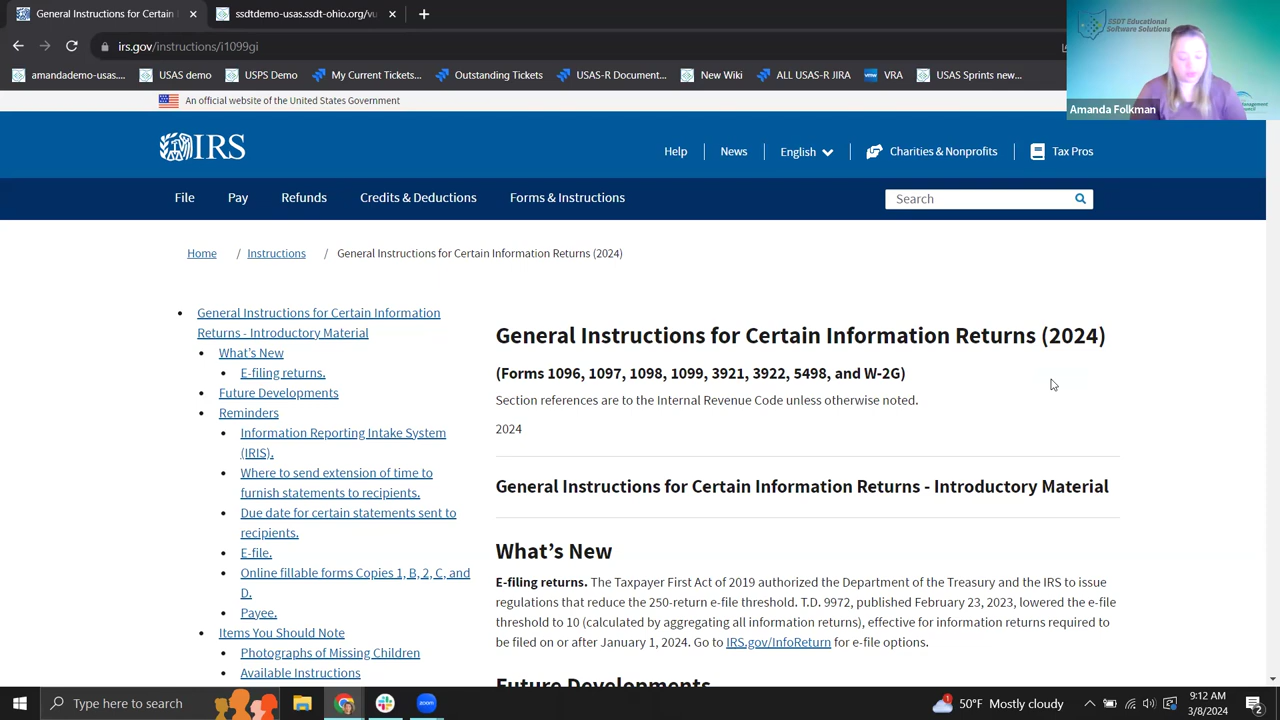 General Instructions for Certain
ssdtdemo-usas.ssdt-ohio.org/vu
irs.gov/instructions/i1099gi
amandademo-usas...
USAS demo
USPS Demo
My Current Tickets...
Outstanding Tickets
USAS-R Document...
New Wiki
ALL USAS-R JIRA
vmw
VRA
USAS Sprints new...
SSDT Educational
Software Solutions
Amanda Folkman
An official website of the United States Government
IRS
Help
News
English
Charities & Nonprofits
Tax Pros
File
Pay
Refunds
Credits & Deductions
Forms & Instructions
Search
Home / Instructions / General Instructions for Certain Information Returns (2024)
General Instructions for Certain Information
Returns - Introductory Material
What's New
E-filing returns.
Future Developments
Reminders
Information Reporting Intake System
(IRIS).
Where to send extension of time to
furnish statements to recipients.
Due date for certain statements sent to
recipients.
E-file.
Online fillable forms Copies 1, B, 2, C, and
D.
Payee.
Items You Should Note
Photographs of Missing Children
Available Instructions
General Instructions for Certain Information Returns (2024)
(Forms 1096, 1097, 1098, 1099, 3921, 3922, 5498, and W-2G)
Section references are to the Internal Revenue Code unless otherwise noted.
2024
General Instructions for Certain Information Returns - Introductory Material
What's New
E-filing returns. The Taxpayer First Act of 2019 authorized the Department of the Treasury and the IRS to issue
regulations that reduce the 250-return e-file threshold. T.D. 9972, published February 23, 2023, lowered the e-file
threshold to 10 (calculated by aggregating all information returns), effective for information returns required to
be filed on or after January 1, 2024. Go to IRS.gov/InfoReturn for e-file options.
Future Developments
Type here to search
zoom
1
50°F Mostly cloudy
9:12 AM
3/8/2024
2